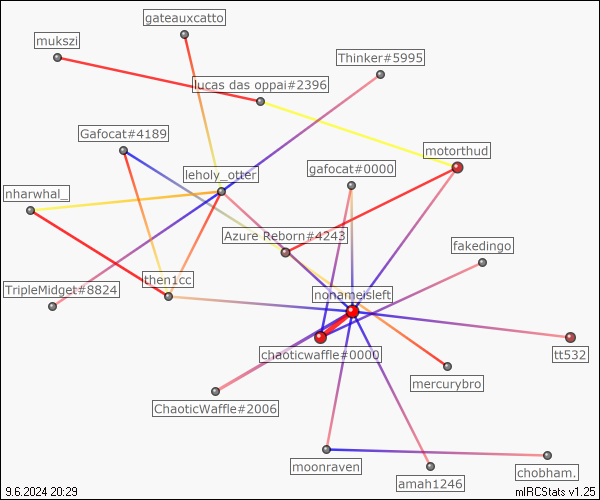 gateauxcatto
mukszi
Thinker#5995
lucas das oppai#2396
Gafocat#4189
motorthud
gafocat#0000
leholy_otter
nharwhal_
Azure Reborn#4243
fakedingo
then1cc
TripleMidget#8824
nonameisleft
chaoticwaffle#0000
tt532
mercurybro
ChaoticWaffle#2006
moonraven
chobham.
amah1246
9.6.2024 20:29
mIRCStats v1.25